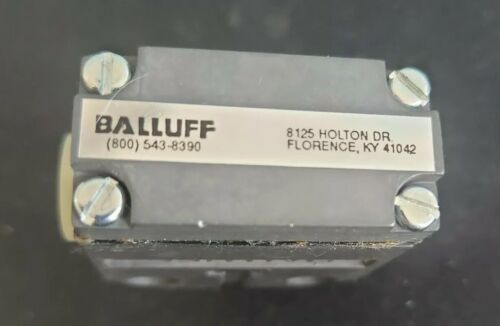 BALLUFF
(800) 543-8390
8125 HOLTON DR.
FLORENCE, KY 41042